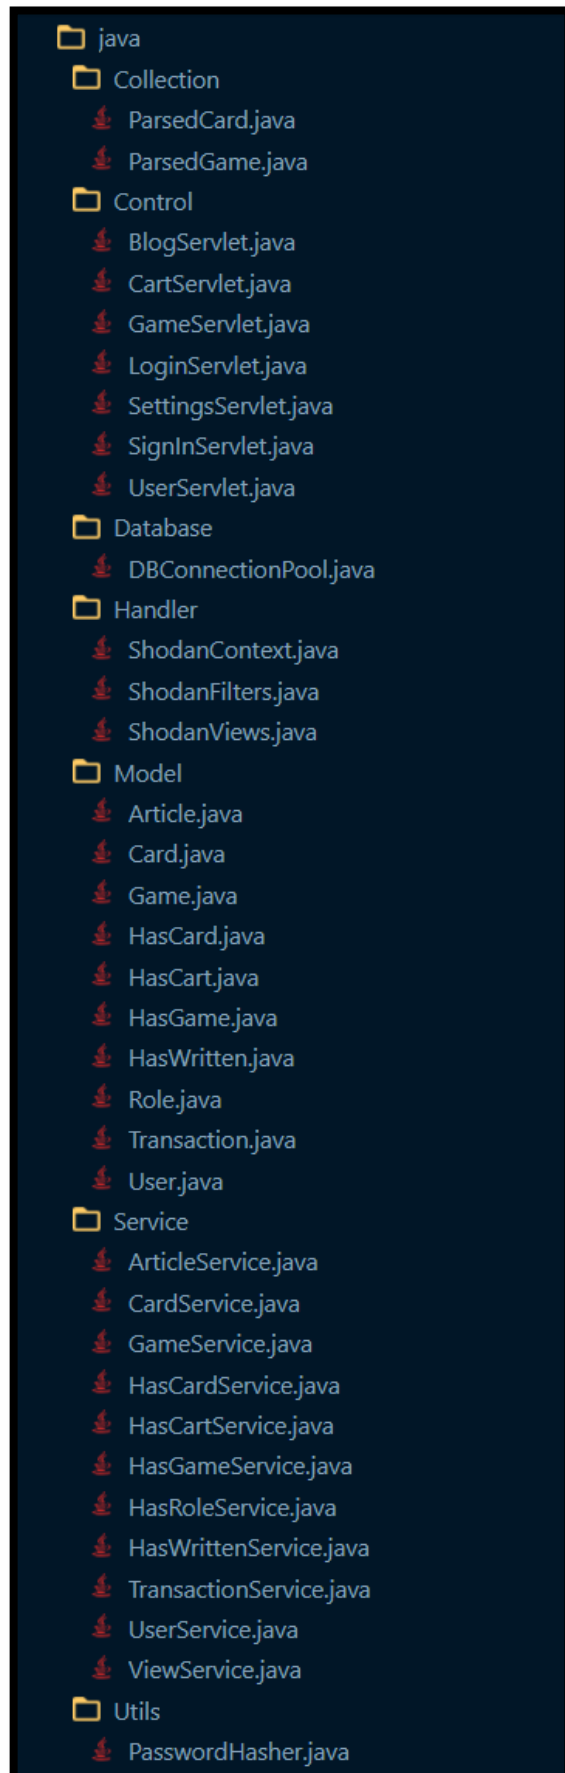 java
Collection
ParsedCard.java
ParsedGame.java
Control
BlogServlet.java
CartServlet.java
GameServlet.java
LoginServlet.java
SettingsServlet.java
SignInServlet.java
UserServlet.java
Database
DBConnectionPool.java
Handler
ShodanContext.java
ShodanFilters.java
ShodanViews.java
Model
Article.java
Card.java
Game.java
HasCard.java
HasCart.java
HasGame.java
HasWritten.java
Role.java
Transaction.java
User.java
Service
ArticleService.java
CardService.java
GameService.java
HasCardService.java
HasCartService.java
HasGameService.java
HasRoleService.java
HasWrittenService.java
TransactionService.java
UserService.java
ViewService.java
Utils
PasswordHasher.java